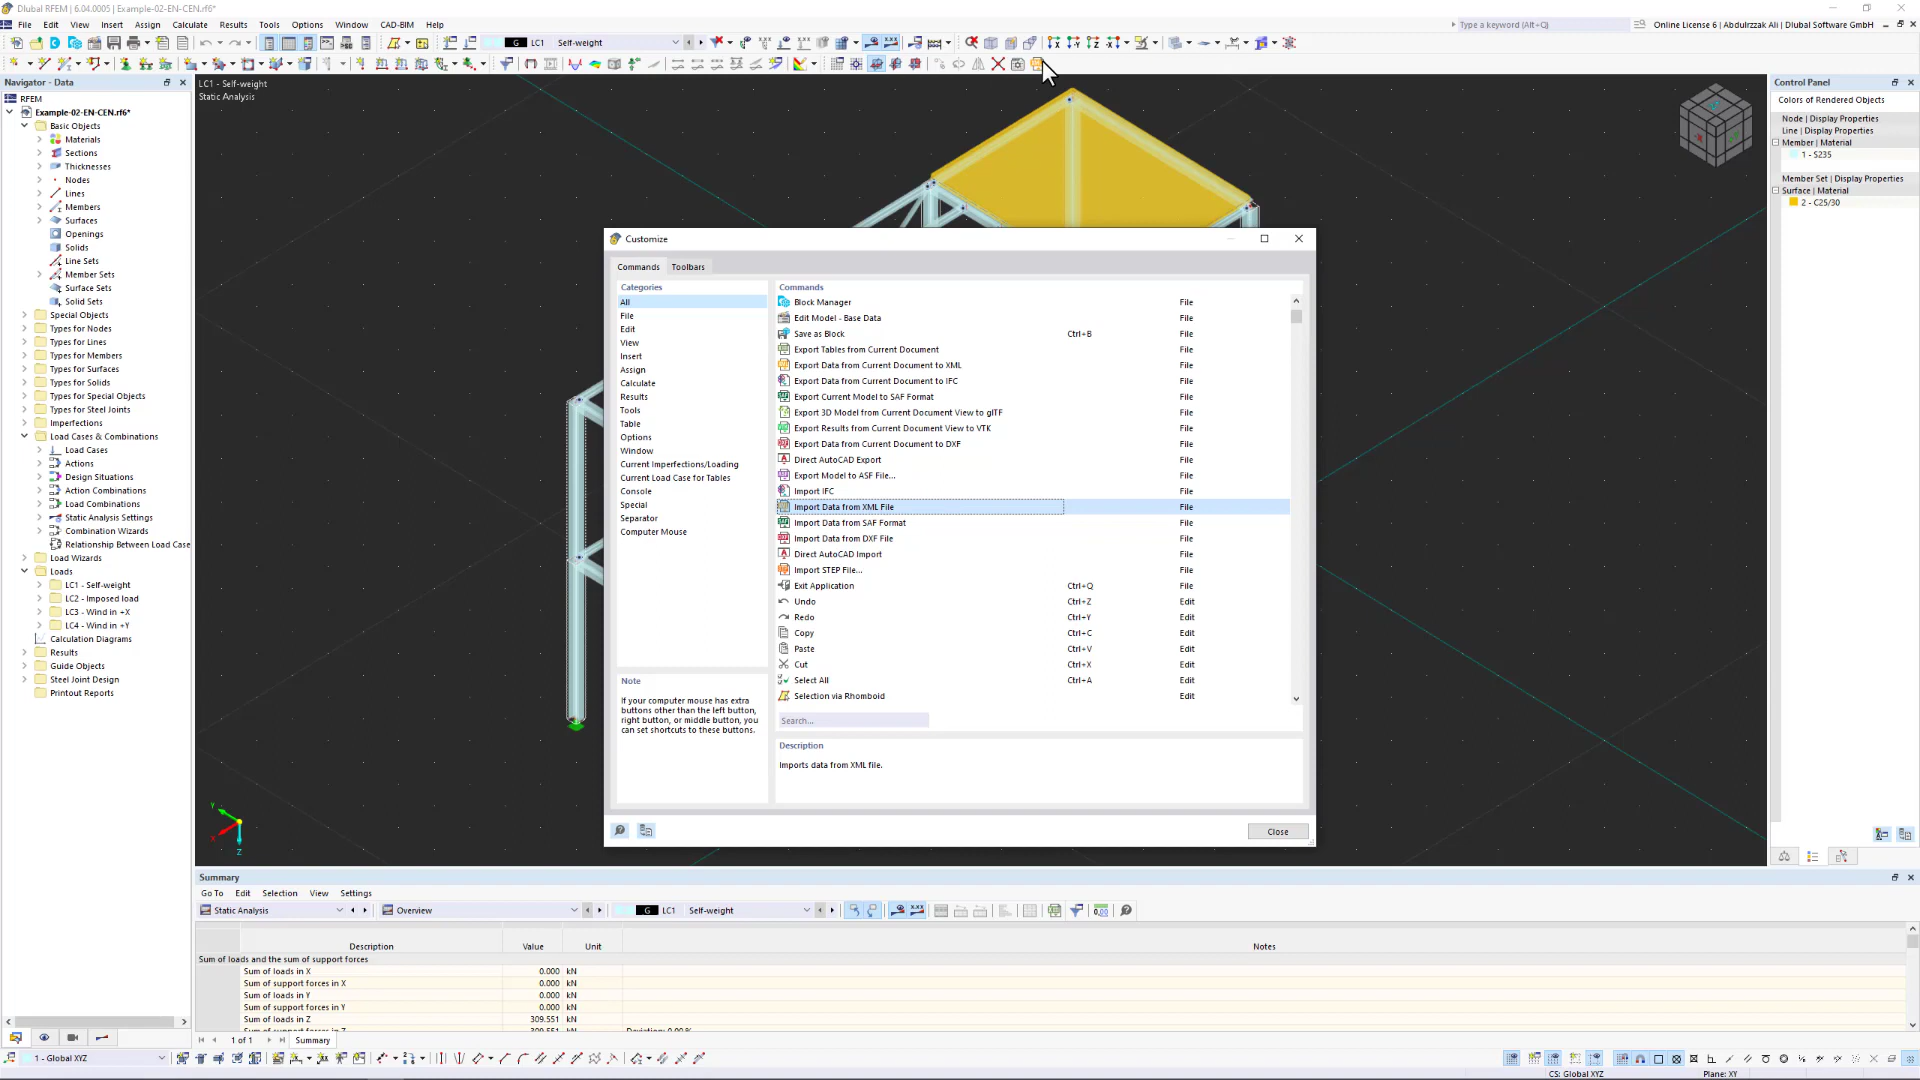 Dlubal RFEM | 6.04.0005 | Example-02-EN-CEN.rf6*
File Edit View Insert Assign Calculate Results Tools Options Window CAD-BIM Help
Type a keyword (Alt+Q)
Online License 6 | Abdulrzzak Ali | Dlubal Software GmbH
G LC1 Self-weight
Navigator - Data
RFEM
Example-02-EN-CEN.rf6*
Basic Objects
Materials
Sections
Thicknesses
Nodes
Lines
Members
Surfaces
Openings
Solids
Line Sets
Member Sets
Surface Sets
Solid Sets
Special Objects
Types for Nodes
Types for Lines
Types for Members
Types for Surfaces
Types for Solids
Types for Special Objects
Types for Steel Joints
Imperfections
Load Cases & Combinations
Load Cases
Actions
Design Situations
Action Combinations
Load Combinations
Static Analysis Settings
Combination Wizards
Relationship Between Load Case
Load Wizards
Loads
LC1 - Self-weight
LC2 - Imposed load
LC3 - Wind in +X
LC4 - Wind in +Y
Calculation Diagrams
Results
Guide Objects
Steel Joint Design
Printout Reports
LC1 - Self-weight
Static Analysis
Customize
Commands Toolbars
Categories
All
File
Edit
View
Insert
Assign
Calculate
Results
Tools
Table
Options
Window
Current Imperfections/Loading
Current Load Case for Tables
Console
Special
Separator
Computer Mouse
Note
If your computer mouse has extra
buttons other than the left button,
right button, or middle button, you
can set shortcuts to these buttons.
Commands
Block Manager File
Edit Model - Base Data File
Save as Block Ctrl+B File
Export Tables from Current Document File
Export Data from Current Document to XML File
Export Data from Current Document to IFC File
Export Current Model to SAF Format File
Export 3D Model from Current Document View to glTF File
Export Results from Current Document View to VTK File
Export Data from Current Document to DXF File
Direct AutoCAD Export File
Export Model to ASF File... File
Import IFC File
Import Data from XML File File
Import Data from SAF Format File
Import Data from DXF File File
Direct AutoCAD Import File
Import STEP File... File
Exit Application Ctrl+Q File
Undo Ctrl+Z Edit
Redo Ctrl+Y Edit
Copy Ctrl+C Edit
Paste Ctrl+V Edit
Cut Ctrl+X Edit
Select All Ctrl+A Edit
Selection via Rhomboid Edit
Search...
Description
Imports data from XML file.
Close
Control Panel
Colors of Rendered Objects
Node | Display Properties
Line | Display Properties
Member | Material
1 - S235
Member Set | Display Properties
Surface | Material
2 - C25/30
Y
X
Z
Summary
Go To Edit Selection View Settings
Static Analysis Overview G LC1 Self-weight
Description Value Unit Notes
Sum of loads and the sum of support forces
Sum of loads in X 0.000 kN
Sum of support forces in X 0.000 kN
Sum of loads in Y 0.000 kN
Sum of support forces in Y 0.000 kN
Sum of loads in Z 309.551 kN
Sum of support forces in Z 309.551 kN Deviation: 0.00 %
1 of 1 Summary
1 - Global XYZ
CS: Global XYZ Plane: XY